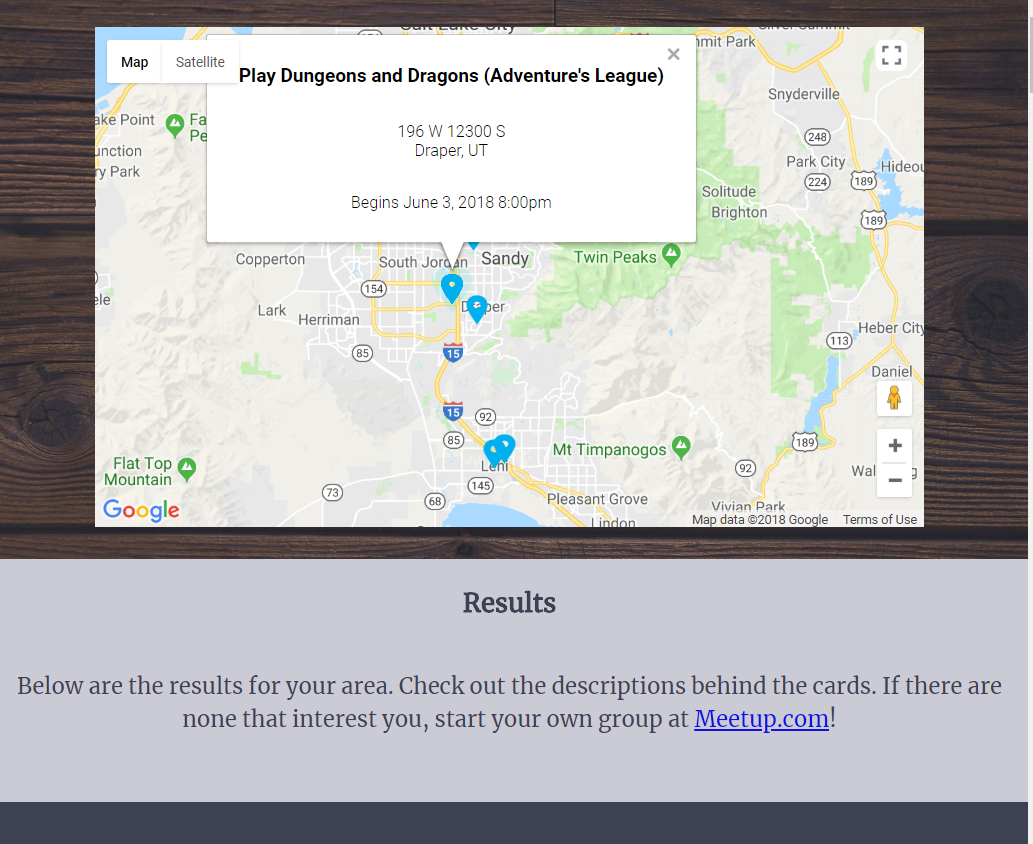 Salt Lake City
Silver Summit
Map
Satellite
mmit Park
Play Dungeons and Dragons (Adventure's League)
Snyderville
ake Point
Fa
Pe
196 W 12300 S
Draper, UT
248
unction
ry Park
Park City
Hideou
224
189
Solitude
Begins June 3, 2018 8:00pm
Brighton
189
Copperton
South Jordan
Sandy
Twin Peaks
154
ele
Lark
Herriman
Draper
Heber City
113
85
15
Daniel
15
92
85
189
Mt Timpanogos
Flat Top
Mountain
Lehi
92
145
73
68
Pleasant Grove
Vivian Park
Google
Lindon
Map data ©2018 Google
Terms of Use
Results
Below are the results for your area. Check out the descriptions behind the cards. If there are
none that interest you, start your own group at Meetup.com!